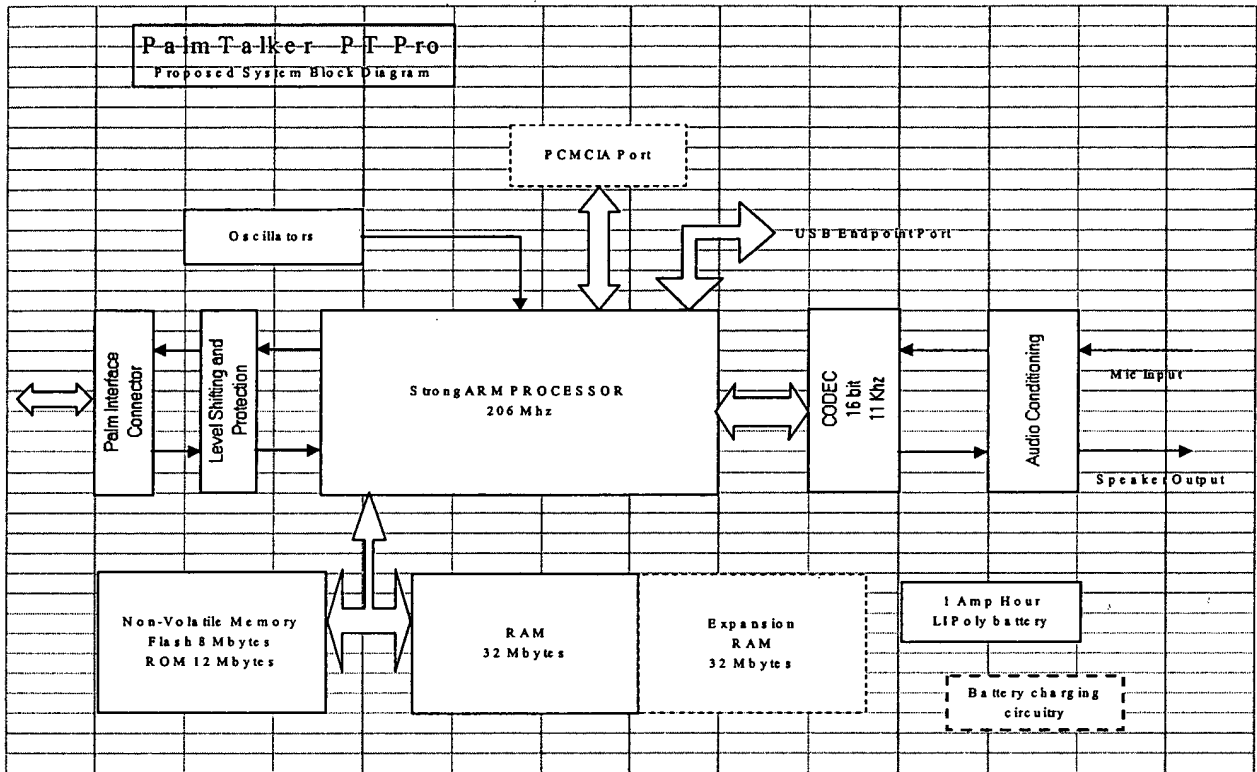 PalmTalker PT Pro
Proposed System Block Diagram
PCMCIA Port
Oscillators
USB Endpoint Port
Palm Interface
Connector
Level Shifting and
Protection
StrongARM PROCESSOR
206 Mhz
CODEC
16 bit
11 Khz
Audio Conditioning
Mic Input
Speaker Output
Non-Volatile Memory
Flash 8 Mbytes
ROM 12 Mbytes
RAM
32 Mbytes
Expansion
RAM
32 Mbytes
1 Amp Hour
LIPoly battery
Battery charging
circuitry